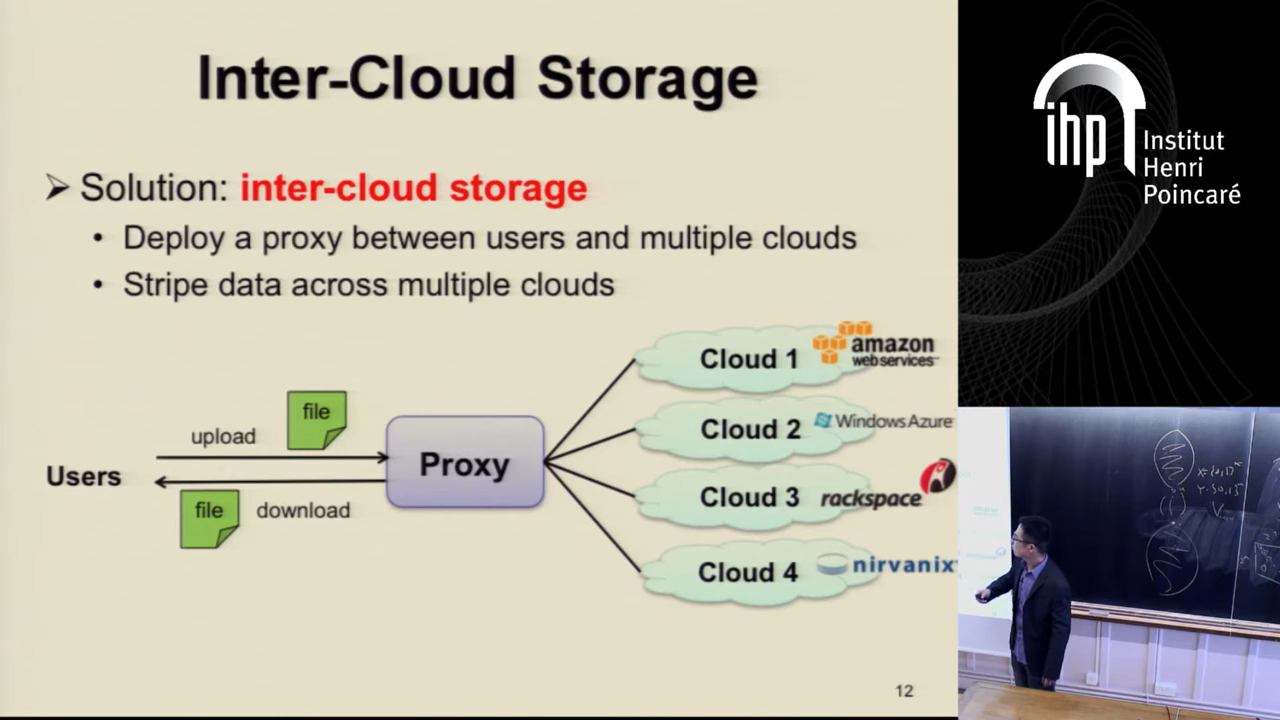 Inter-Cloud Storage
➢ Solution: inter-cloud storage
• Deploy a proxy between users and multiple clouds
• Stripe data across multiple clouds
Cloud 1
amazon
web services™
Cloud 2
Windows Azure
Cloud 3
rackspace
Cloud 4
nirvanix
file
upload
Users
Proxy
file
download
12
ihp
Institut
Henri
Poincaré